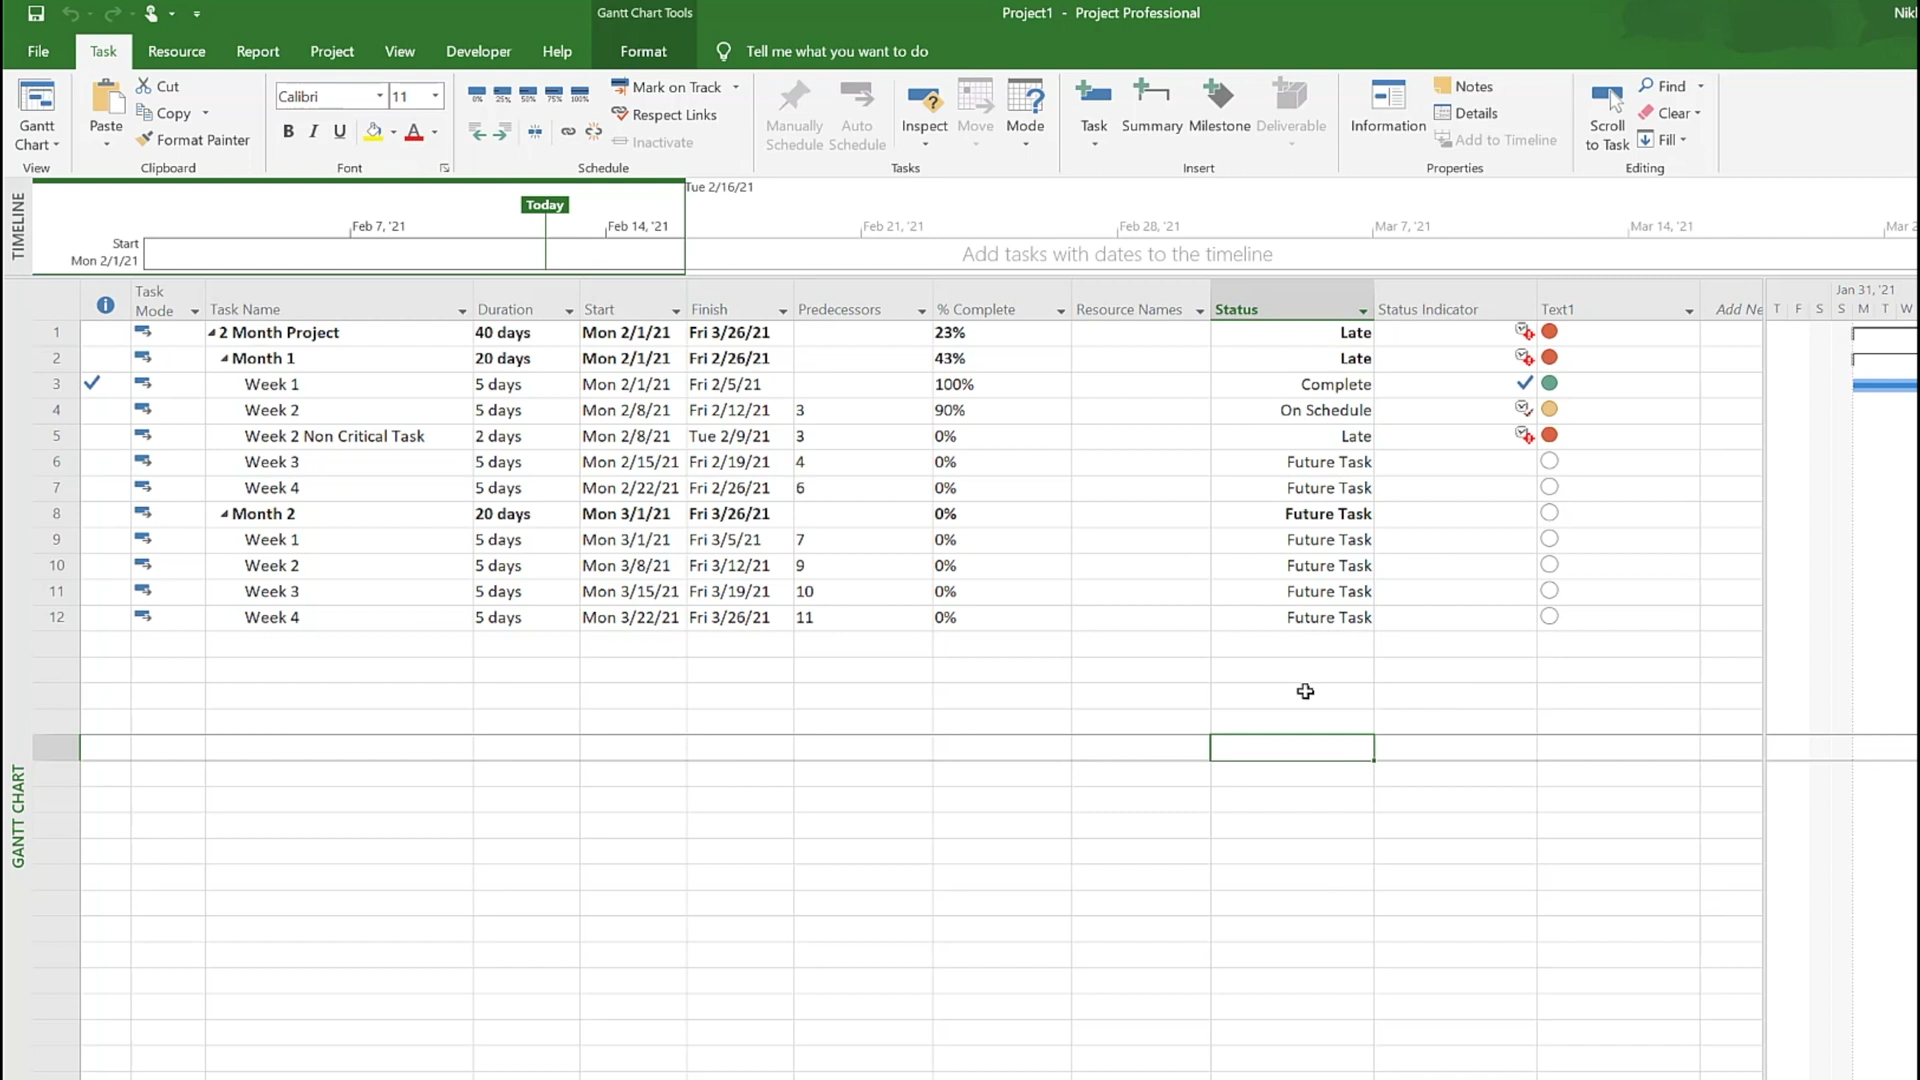 Gantt Chart Tools
Project1 - Project Professional
Nikl
File Task Resource Report Project View Developer Help Format Tell me what you want to do
Gantt Chart
View
Paste
Cut
Copy
Format Painter
Clipboard
Calibri 11
B I U A
Font
0% 25% 50% 75% 100%
Mark on Track
Respect Links
Inactivate
Schedule
Manually Schedule
Auto Schedule
Inspect
Move
Mode
Tasks
Task
Summary
Milestone
Deliverable
Insert
Information
Notes
Details
Add to Timeline
Properties
Scroll to Task
Find
Clear
Fill
Editing
TIMELINE
Tue 2/16/21
Today
Feb 7, '21 Feb 14, '21 Feb 21, '21 Feb 28, '21 Mar 7, '21 Mar 14, '21 Mar 2
Start
Mon 2/1/21
Add tasks with dates to the timeline
GANTT CHART
Task Mode Task Name Duration Start Finish Predecessors % Complete Resource Names Status Status Indicator Text1 Add Ne
Jan 31, '21
T F S S M T W
1 2 Month Project 40 days Mon 2/1/21 Fri 3/26/21 23% Late
2 Month 1 20 days Mon 2/1/21 Fri 2/26/21 43% Late
3 Week 1 5 days Mon 2/1/21 Fri 2/5/21 100% Complete
4 Week 2 5 days Mon 2/8/21 Fri 2/12/21 3 90% On Schedule
5 Week 2 Non Critical Task 2 days Mon 2/8/21 Tue 2/9/21 3 0% Late
6 Week 3 5 days Mon 2/15/21 Fri 2/19/21 4 0% Future Task
7 Week 4 5 days Mon 2/22/21 Fri 2/26/21 6 0% Future Task
8 Month 2 20 days Mon 3/1/21 Fri 3/26/21 0% Future Task
9 Week 1 5 days Mon 3/1/21 Fri 3/5/21 7 0% Future Task
10 Week 2 5 days Mon 3/8/21 Fri 3/12/21 9 0% Future Task
11 Week 3 5 days Mon 3/15/21 Fri 3/19/21 10 0% Future Task
12 Week 4 5 days Mon 3/22/21 Fri 3/26/21 11 0% Future Task